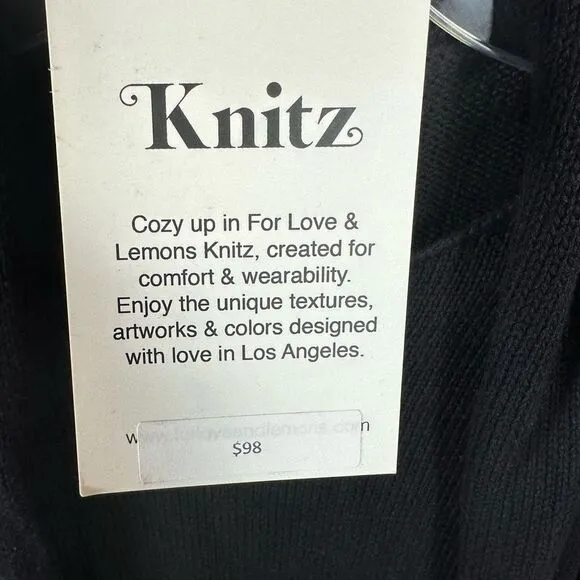 Knitz
Cozy up in For Love &
Lemons Knitz, created for
comfort & wearability.
Enjoy the unique textures,
artworks & colors designed
with love in Los Angeles.
$98